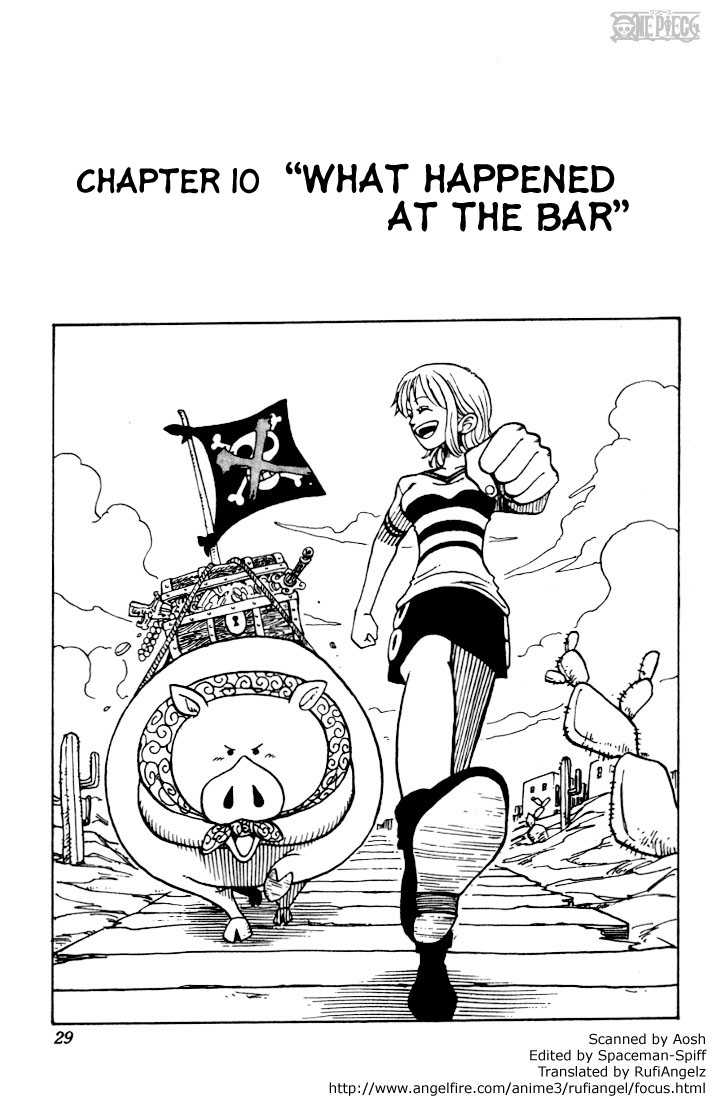 ONE PIECE
CHAPTER 10 “WHAT HAPPENED
AT THE BAR”
29
Scanned by Aosh
Edited by Spaceman-Spiff
Translated by RufiAngelz
http://www.angelfire.com/anime3/rufiangel/focus.html